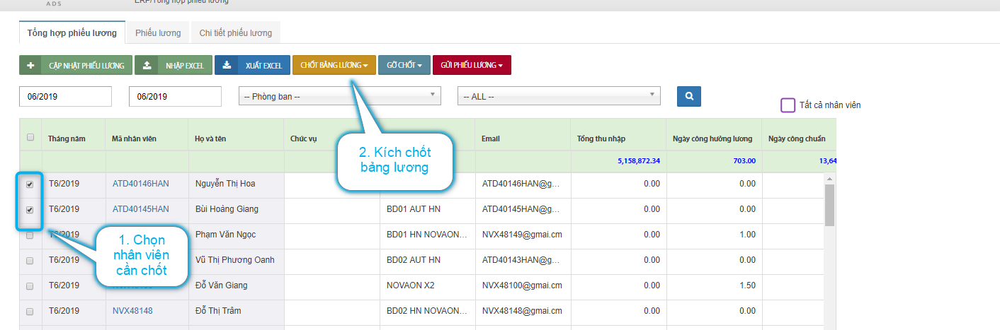 ADS
ERP/Tổng hợp phiếu lương
Tổng hợp phiếu lương Phiếu lương Chi tiết phiếu lương
CẬP NHẬT PHIẾU LƯƠNG NHẬP EXCEL XUẤT EXCEL CHỐT BẢNG LƯƠNG GỠ CHỐT GỬI PHIẾU LƯƠNG
06/2019 06/2019 -- Phòng ban -- -- ALL -- Tất cả nhân viên
Tháng năm Mã nhân viên Họ và tên Chức vụ Email Tổng thu nhập Ngày công hưởng lương Ngày công chuẩn
2. Kích chốt
bảng lương
5,158,872.34 703.00 13,64
T6/2019 ATD40146HAN Nguyễn Thị Hoa ATD40146HAN@g... 0.00 0.00
T6/2019 ATD40145HAN Bùi Hoàng Giang BD01 AUT HN ATD40145HAN@g... 0.00 0.00
T6/2019 Phạm Văn Ngọc BD01 HN NOVAON... NVX48149@gmai.cm 0.00 1.00
1. Chọn
nhân viên
cần chốt
T6/2019 Vũ Thị Phương Oanh BD02 AUT HN ATD40143HAN@g... 0.00 0.00
T6/2019 Đỗ Văn Giang NOVAON X2 NVX48100@gmai.cm 0.00 1.50
T6/2019 NVX48148 Đỗ Thị Trâm BD02 HN NOVAON... NVX48148@gmai.cm 0.00 0.00